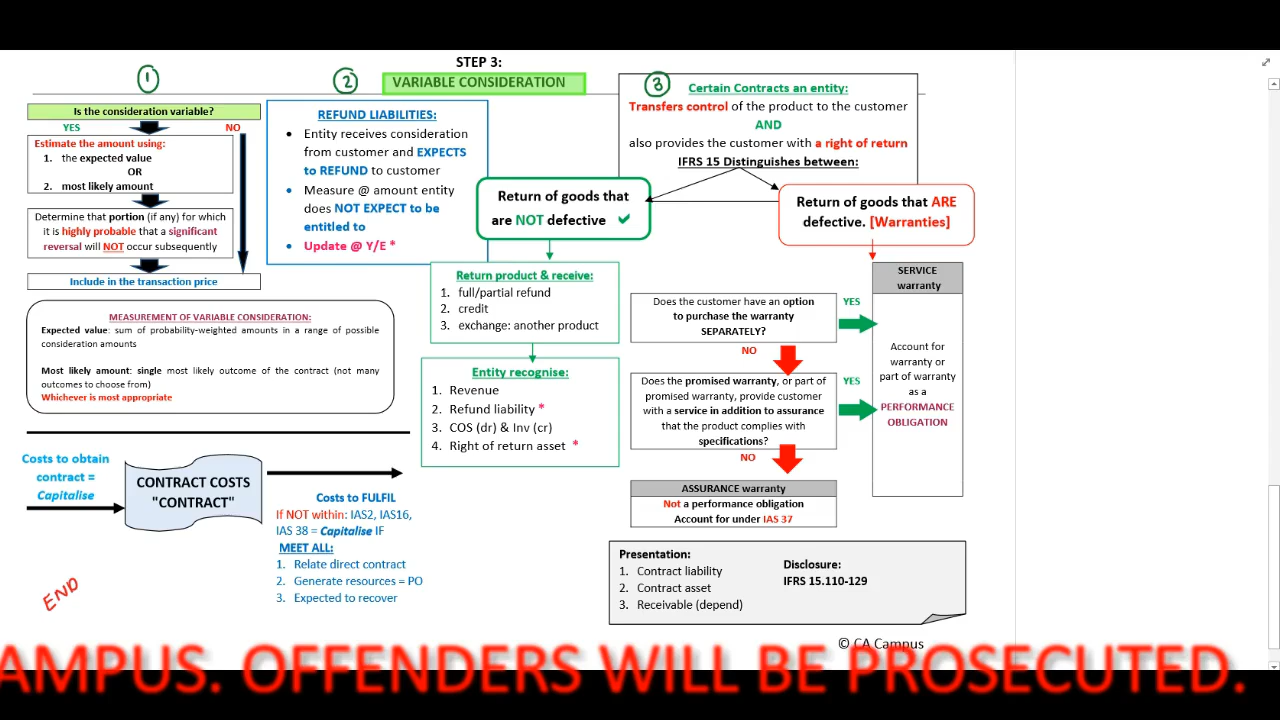 STEP 3:
VARIABLE CONSIDERATION
1
Is the consideration variable?
YES
NO
Estimate the amount using:
1. the expected value
OR
2. most likely amount
Determine that portion (if any) for which
it is highly probable that a significant
reversal will NOT occur subsequently
Include in the transaction price
MEASUREMENT OF VARIABLE CONSIDERATION:
Expected value: sum of probability-weighted amounts in a range of possible
consideration amounts
Most likely amount: single most likely outcome of the contract (not many
outcomes to choose from)
Whichever is most appropriate
2
REFUND LIABILITIES:
• Entity receives consideration
from customer and EXPECTS
to REFUND to customer
• Measure @ amount entity
does NOT EXPECT to be
entitled to
• Update @ Y/E *
3
Certain Contracts an entity:
Transfers control of the product to the customer
AND
also provides the customer with a right of return
IFRS 15 Distinguishes between:
Return of goods that
are NOT defective ✓
Return product & receive:
1. full/partial refund
2. credit
3. exchange: another product
Entity recognise:
1. Revenue
2. Refund liability *
3. COS (dr) & Inv (cr)
4. Right of return asset *
Return of goods that ARE
defective. [Warranties]
Does the customer have an option
to purchase the warranty
SEPARATELY?
YES
NO
Does the promised warranty, or part of
promised warranty, provide customer
with a service in addition to assurance
that the product complies with
specifications?
YES
NO
SERVICE
warranty
Account for
warranty or
part of warranty
as a
PERFORMANCE
OBLIGATION
ASSURANCE warranty
Not a performance obligation
Account for under IAS 37
Costs to obtain
contract =
Capitalise
CONTRACT COSTS
"CONTRACT"
Costs to FULFIL
If NOT within: IAS2, IAS16,
IAS 38 = Capitalise IF
MEET ALL:
1. Relate direct contract
2. Generate resources = PO
3. Expected to recover
END
Presentation:
1. Contract liability
2. Contract asset
3. Receivable (depend)
Disclosure:
IFRS 15.110-129
© CA Campus
AMPUS. OFFENDERS WILL BE PROSECUTED.